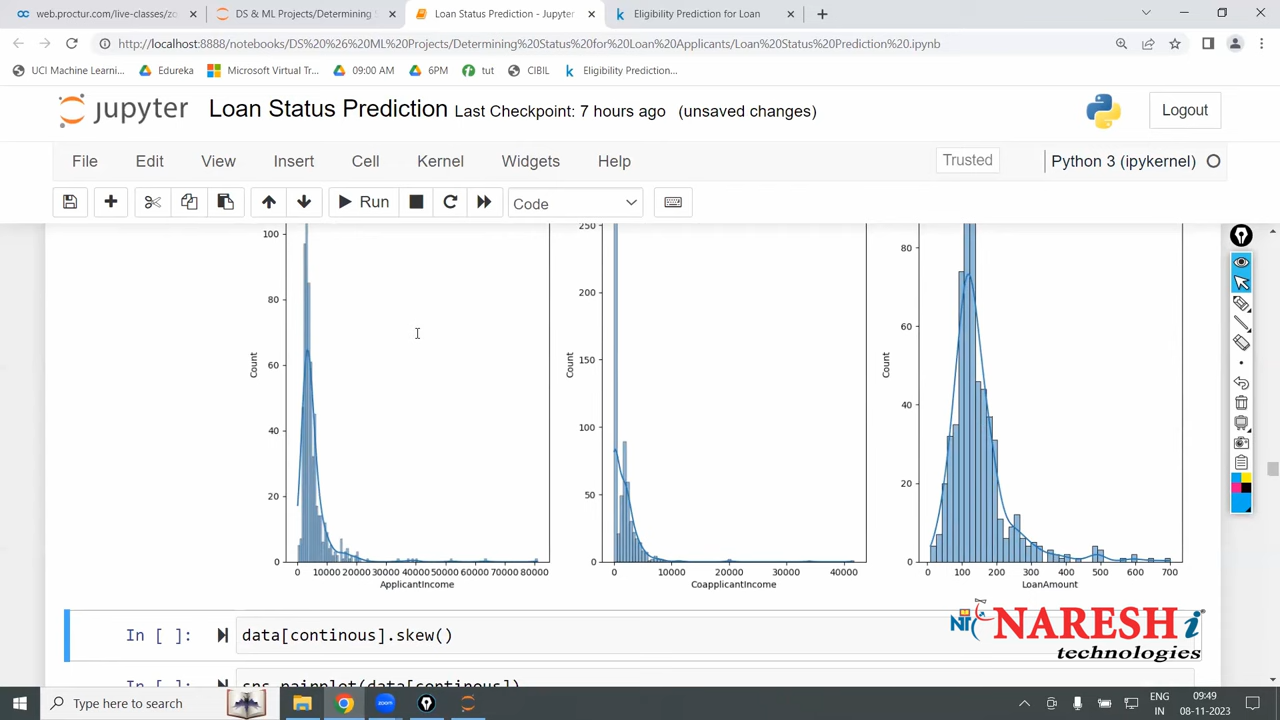 web.proctur.com/live-classes/zo
DS & ML Projects/Determining S
Loan Status Prediction - Jupyter
Eligibility Prediction for Loan
http://localhost:8888/notebooks/DS%20%26%20ML%20Projects/Determining%20Status%20for%20Loan%20Applicants/Loan%20Status%20Prediction%20.ipynb
UCI Machine Learni...
Edureka
Microsoft Virtual Tr...
09:00 AM
6PM
tut
CIBIL
Eligibility Prediction...
jupyter Loan Status Prediction Last Checkpoint: 7 hours ago (unsaved changes)
Logout
File Edit View Insert Cell Kernel Widgets Help
Trusted
Python 3 (ipykernel)
Run
Code
100
80
60
40
20
0
Count
0 10000 20000 30000 40000 50000 60000 70000 80000
ApplicantIncome
250
200
150
100
50
0
Count
0 10000 20000 30000 40000
CoapplicantIncome
80
60
40
20
0
Count
0 100 200 300 400 500 600 700
LoanAmount
In [ ]: data[continous].skew()
sns.pairplot(data[continous])
NT NARESH i
technologies
Type here to search
ENG
IN
09:49
08-11-2023